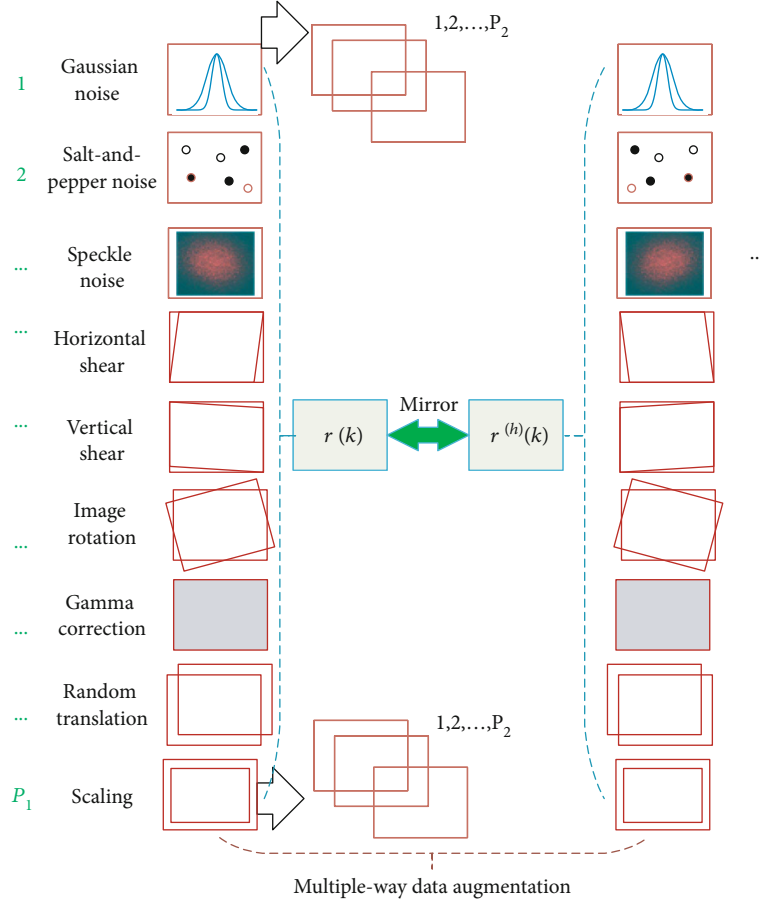 1,2,...,P2
1
Gaussian
noise
2
Salt-and-
pepper noise
...
Speckle
noise
..
...
Horizontal
shear
...
Vertical
shear
Mirror
r (k)
r (h)(k)
...
Image
rotation
...
Gamma
correction
...
Random
translation
1,2,...,P2
P1
Scaling
Multiple-way data augmentation